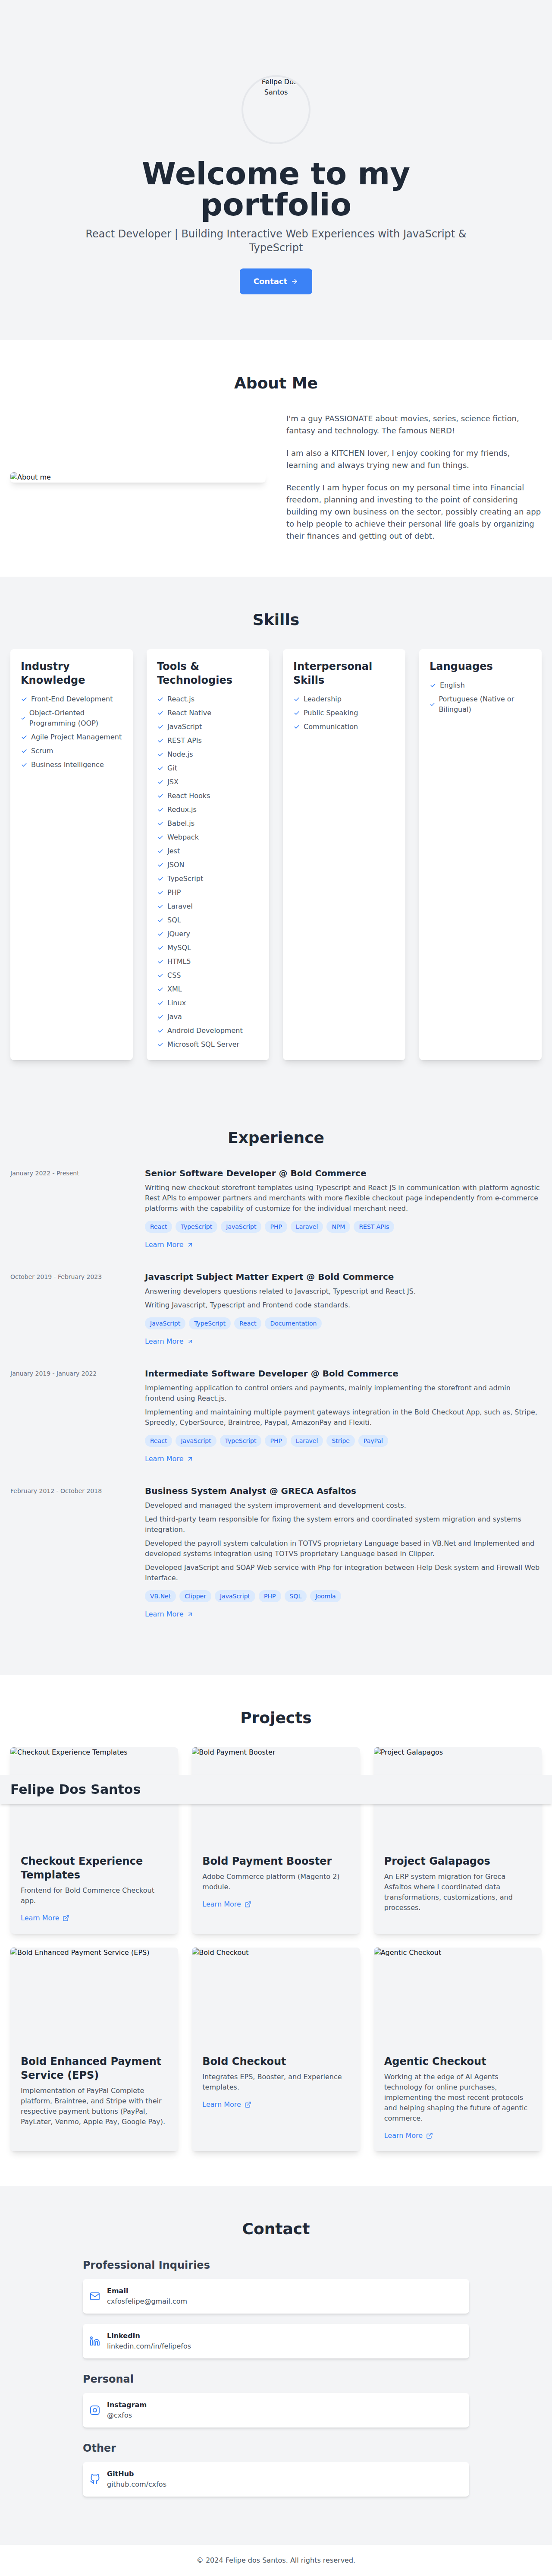 Felipe Dos
Santos
Welcome to my
portfolio
React Developer | Building Interactive Web Experiences with JavaScript &
TypeScript
Contact
About Me
About me
I'm a guy PASSIONATE about movies, series, science fiction,
fantasy and technology. The famous NERD!
I am also a KITCHEN lover, I enjoy cooking for my friends,
learning and always trying new and fun things.
Recently I am hyper focus on my personal time into Financial
freedom, planning and investing to the point of considering
building my own business on the sector, possibly creating an app
to help people to achieve their personal life goals by organizing
their finances and getting out of debt.
Skills
Industry
Knowledge
Front-End Development
Object-Oriented
Programming (OOP)
Agile Project Management
Scrum
Business Intelligence
Tools &
Technologies
React.js
React Native
JavaScript
REST APIs
Node.js
Git
JSX
React Hooks
Redux.js
Babel.js
Webpack
Jest
JSON
TypeScript
PHP
Laravel
SQL
jQuery
MySQL
HTML5
CSS
XML
Linux
Java
Android Development
Microsoft SQL Server
Interpersonal
Skills
Leadership
Public Speaking
Communication
Languages
English
Portuguese (Native or
Bilingual)
Experience
January 2022 - Present
Senior Software Developer @ Bold Commerce
Writing new checkout storefront templates using Typescript and React JS in communication with platform agnostic
Rest APIs to empower partners and merchants with more flexible checkout page independently from e-commerce
platforms with the capability of customize for the individual merchant need.
React TypeScript JavaScript PHP Laravel NPM REST APIs
Learn More
October 2019 - February 2023
Javascript Subject Matter Expert @ Bold Commerce
Answering developers questions related to Javascript, Typescript and React JS.
Writing Javascript, Typescript and Frontend code standards.
JavaScript TypeScript React Documentation
Learn More
January 2019 - January 2022
Intermediate Software Developer @ Bold Commerce
Implementing application to control orders and payments, mainly implementing the storefront and admin
frontend using React.js.
Implementing and maintaining multiple payment gateways integration in the Bold Checkout App, such as, Stripe,
Spreedly, CyberSource, Braintree, Paypal, AmazonPay and Flexiti.
React JavaScript TypeScript PHP Laravel Stripe PayPal
Learn More
February 2012 - October 2018
Business System Analyst @ GRECA Asfaltos
Developed and managed the system improvement and development costs.
Led third-party team responsible for fixing the system errors and coordinated system migration and systems
integration.
Developed the payroll system calculation in TOTVS proprietary Language based in VB.Net and Implemented and
developed systems integration using TOTVS proprietary Language based in Clipper.
Developed JavaScript and SOAP Web service with Php for integration between Help Desk system and Firewall Web
Interface.
VB.Net Clipper JavaScript PHP SQL Joomla
Learn More
Projects
Checkout Experience Templates
Bold Payment Booster
Project Galapagos
Felipe Dos Santos
Checkout Experience
Templates
Frontend for Bold Commerce Checkout
app.
Learn More
Bold Payment Booster
Adobe Commerce platform (Magento 2)
module.
Learn More
Project Galapagos
An ERP system migration for Greca
Asfaltos where I coordinated data
transformations, customizations, and
processes.
Bold Enhanced Payment Service (EPS)
Bold Checkout
Agentic Checkout
Bold Enhanced Payment
Service (EPS)
Implementation of PayPal Complete
platform, Braintree, and Stripe with their
respective payment buttons (PayPal,
PayLater, Venmo, Apple Pay, Google Pay).
Bold Checkout
Integrates EPS, Booster, and Experience
templates.
Learn More
Agentic Checkout
Working at the edge of AI Agents
technology for online purchases,
implementing the most recent protocols
and helping shaping the future of agentic
commerce.
Learn More
Contact
Professional Inquiries
Email
cxfosfelipe@gmail.com
LinkedIn
linkedin.com/in/felipefos
Personal
Instagram
@cxfos
Other
GitHub
github.com/cxfos
© 2024 Felipe dos Santos. All rights reserved.